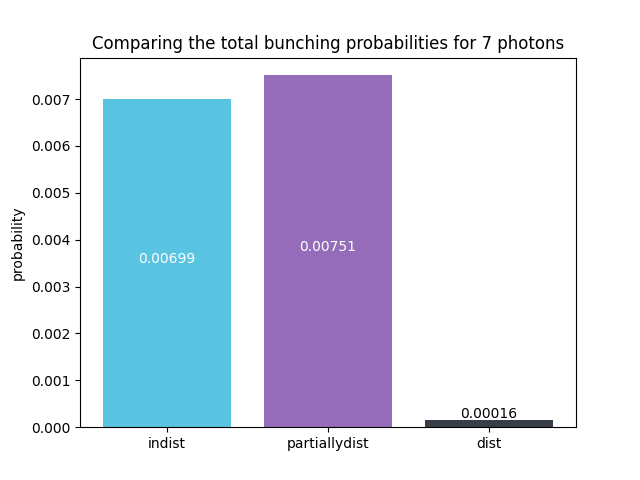 Comparing the total bunching probabilities for 7 photons
probability
0.007
0.006
0.005
0.004
0.003
0.002
0.001
0.000
0.00699
0.00751
0.00016
indist
partiallydist
dist